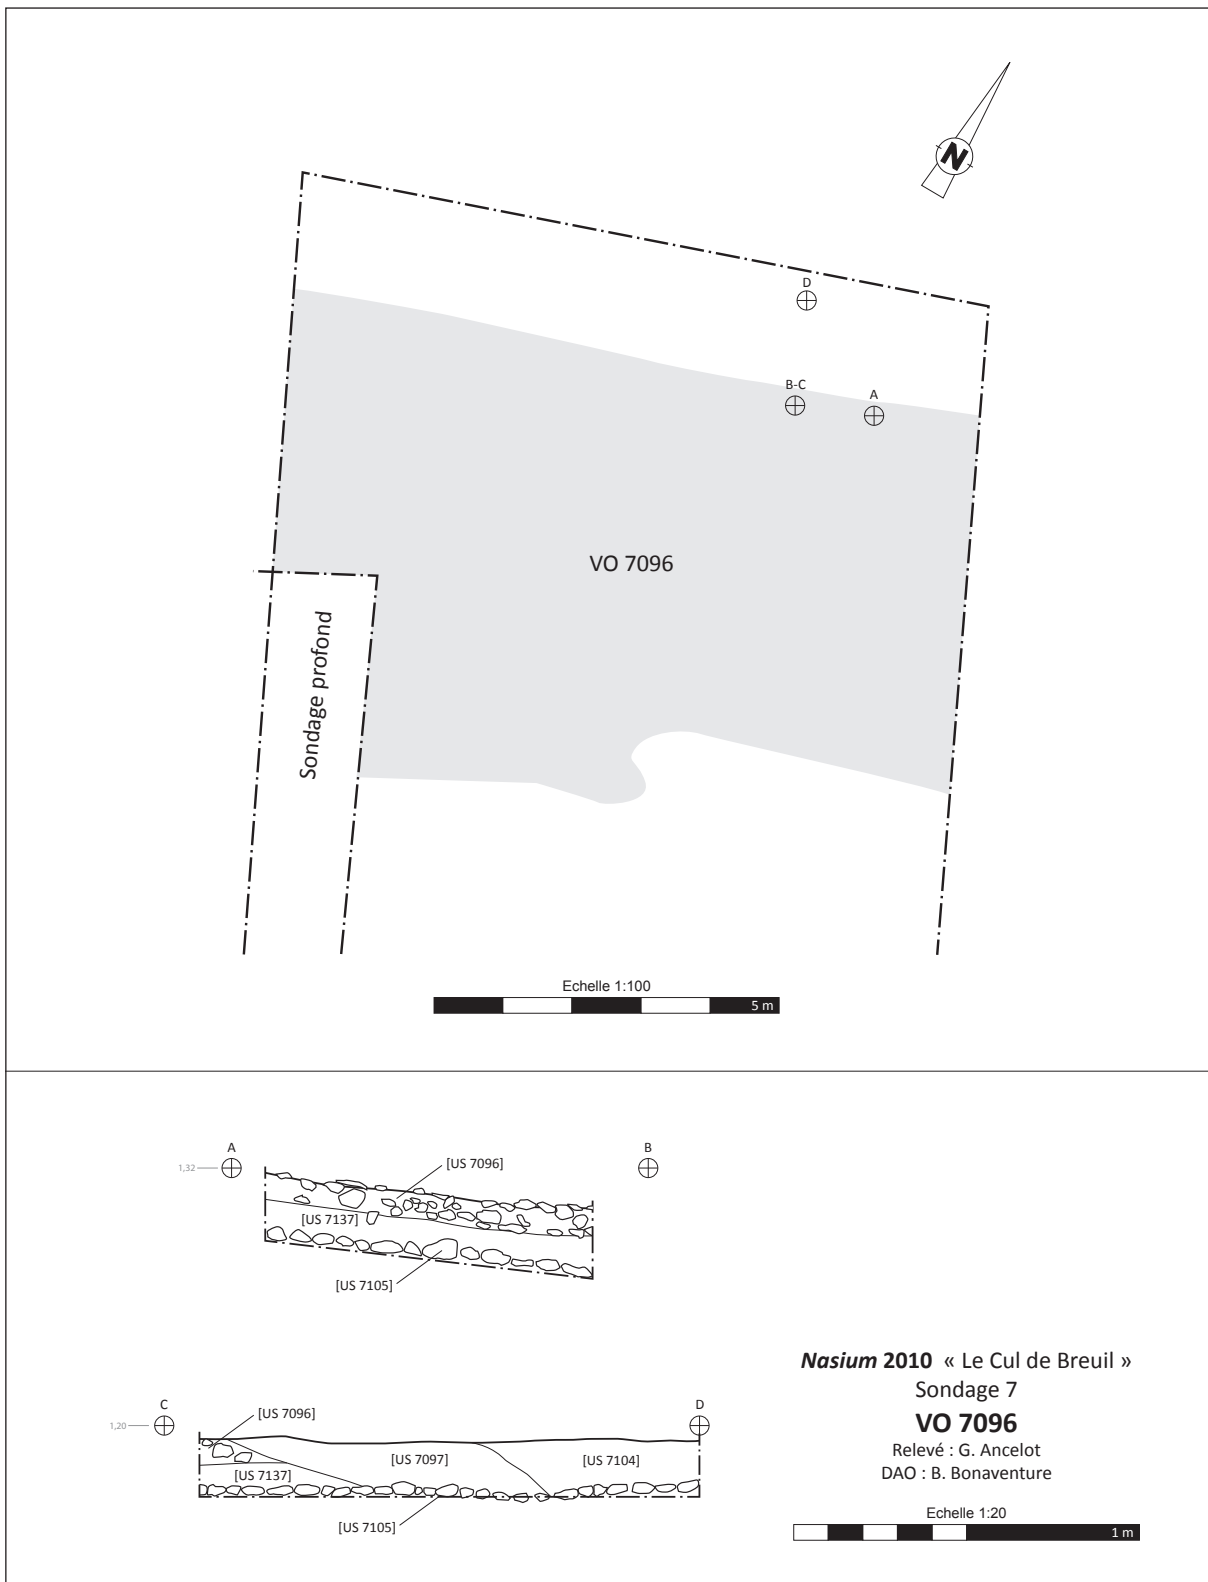 N
D
B-C
A
VO 7096
Sondage profond
Echelle 1:100
5 m
A
B
1,32
[US 7096]
[US 7137]
[US 7105]
C
D
1,20
[US 7096]
[US 7097]
[US 7104]
[US 7137]
[US 7105]
Nasium 2010 « Le Cul de Breuil »
Sondage 7
VO 7096
Relevé : G. Ancelot
DAO : B. Bonaventure
Echelle 1:20
1 m